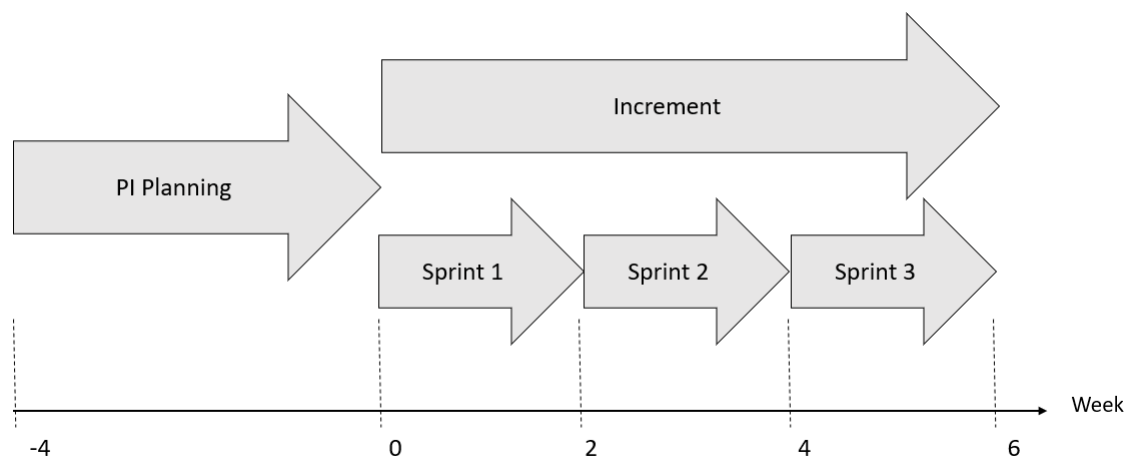 Increment
PI Planning
Sprint 1
Sprint 2
Sprint 3
Week
-4
0
2
4
6